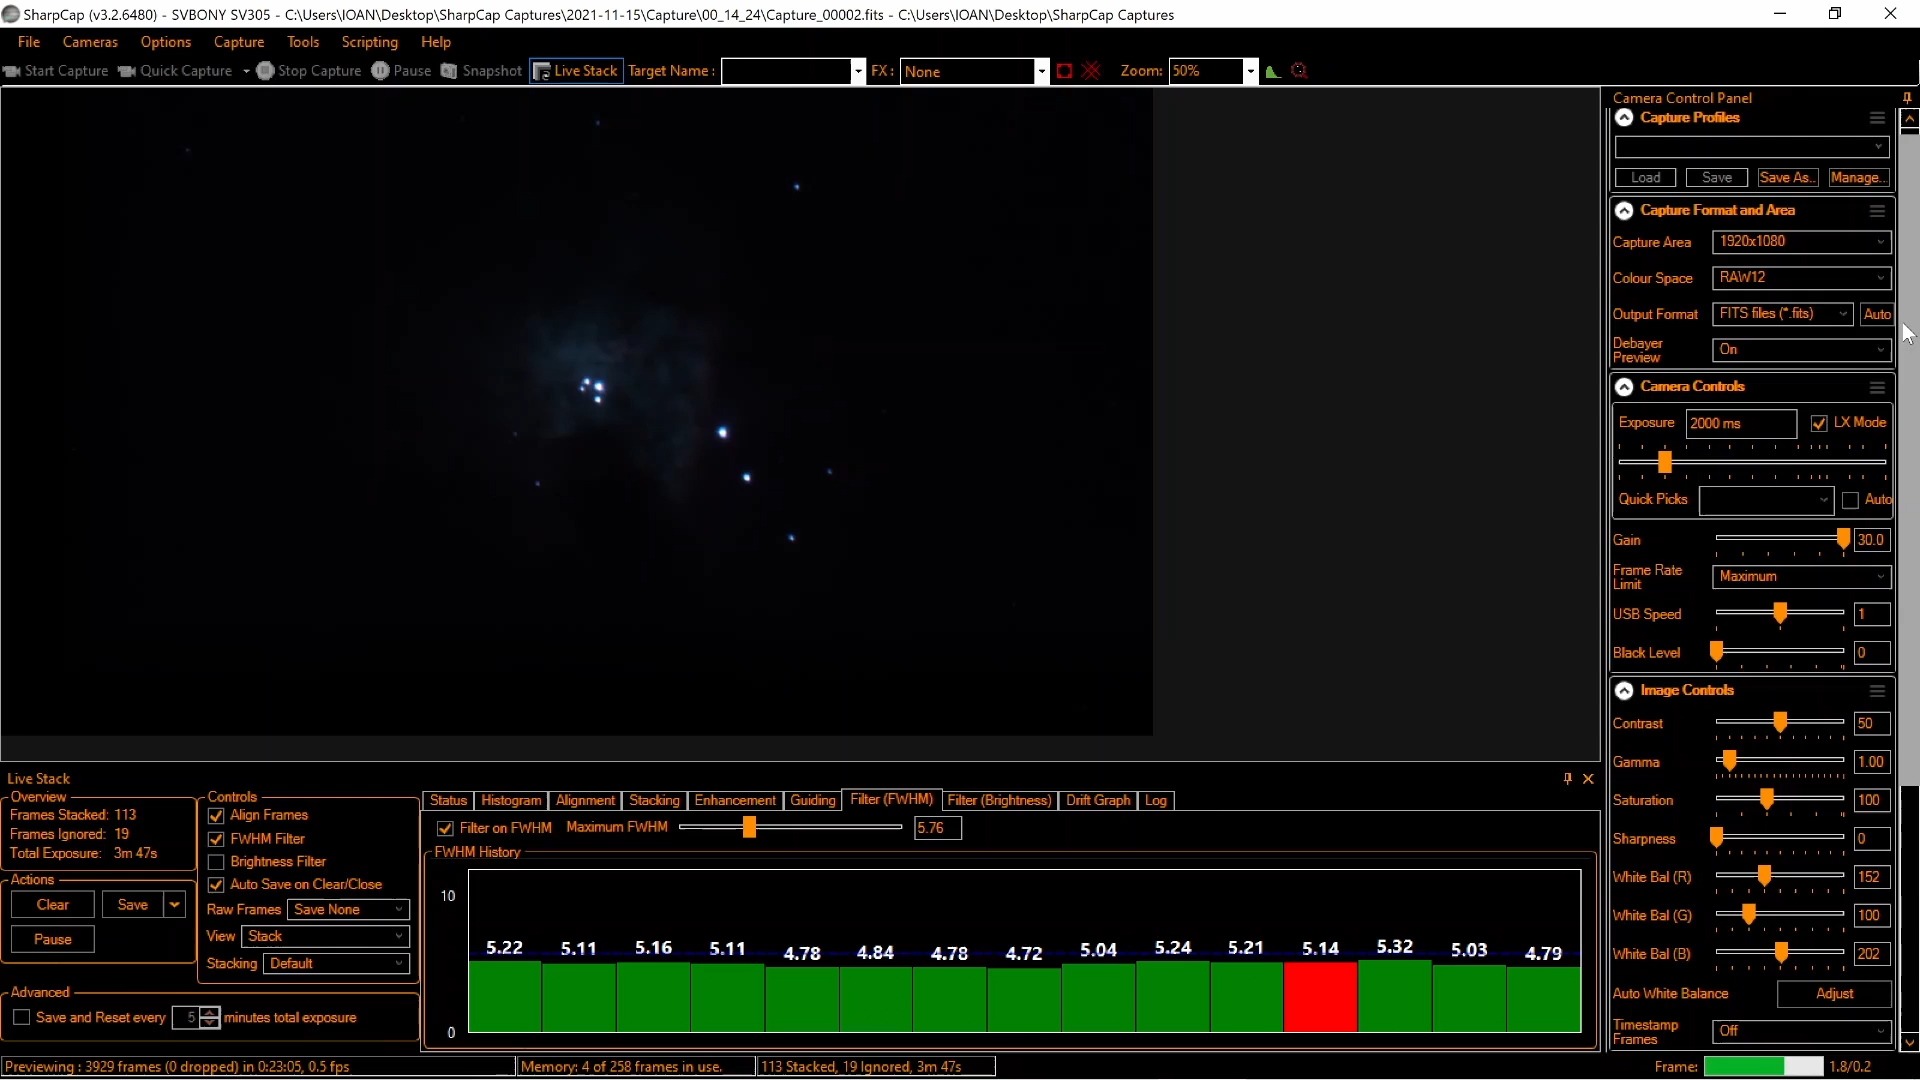 SharpCap (v3.2.6480) - SVBONY SV305 - C:\Users\IOAN\Desktop\SharpCap Captures\2021-11-15\Capture\00_14_24\Capture_00002.fits - C:\Users\IOAN\Desktop\SharpCap Captures
File Cameras Options Capture Tools Scripting Help
Start Capture Quick Capture Stop Capture Pause Snapshot Live Stack Target Name : FX : None Zoom: 50%
Camera Control Panel
Capture Profiles
Load Save Save As.. Manage...
Capture Format and Area
Capture Area 1920x1080
Colour Space RAW12
Output Format FITS files (*.fits) Auto
Debayer Preview On
Camera Controls
Exposure 2000 ms LX Mode
Quick Picks Auto
Gain 30.0
Frame Rate Limit Maximum
USB Speed 1
Black Level 0
Image Controls
Contrast 50
Gamma 1.00
Saturation 100
Sharpness 0
White Bal (R) 152
White Bal (G) 100
White Bal (B) 202
Auto White Balance Adjust
Timestamp Frames Off
Live Stack
Overview
Frames Stacked: 113
Frames Ignored: 19
Total Exposure: 3m 47s
Actions
Clear Save
Pause
Controls
Align Frames
FWHM Filter
Brightness Filter
Auto Save on Clear/Close
Raw Frames Save None
View Stack
Stacking Default
Advanced
Save and Reset every 5 minutes total exposure
Status Histogram Alignment Stacking Enhancement Guiding Filter (FWHM) Filter (Brightness) Drift Graph Log
Filter on FWHM Maximum FWHM 5.76
FWHM History
10
5.22 5.11 5.16 5.11 4.78 4.84 4.78 4.72 5.04 5.24 5.21 5.14 5.32 5.03 4.79
0
Previewing : 3929 frames (0 dropped) in 0:23:05, 0.5 fps Memory: 4 of 258 frames in use. 113 Stacked, 19 Ignored, 3m 47s Frame: 1.8/0.2